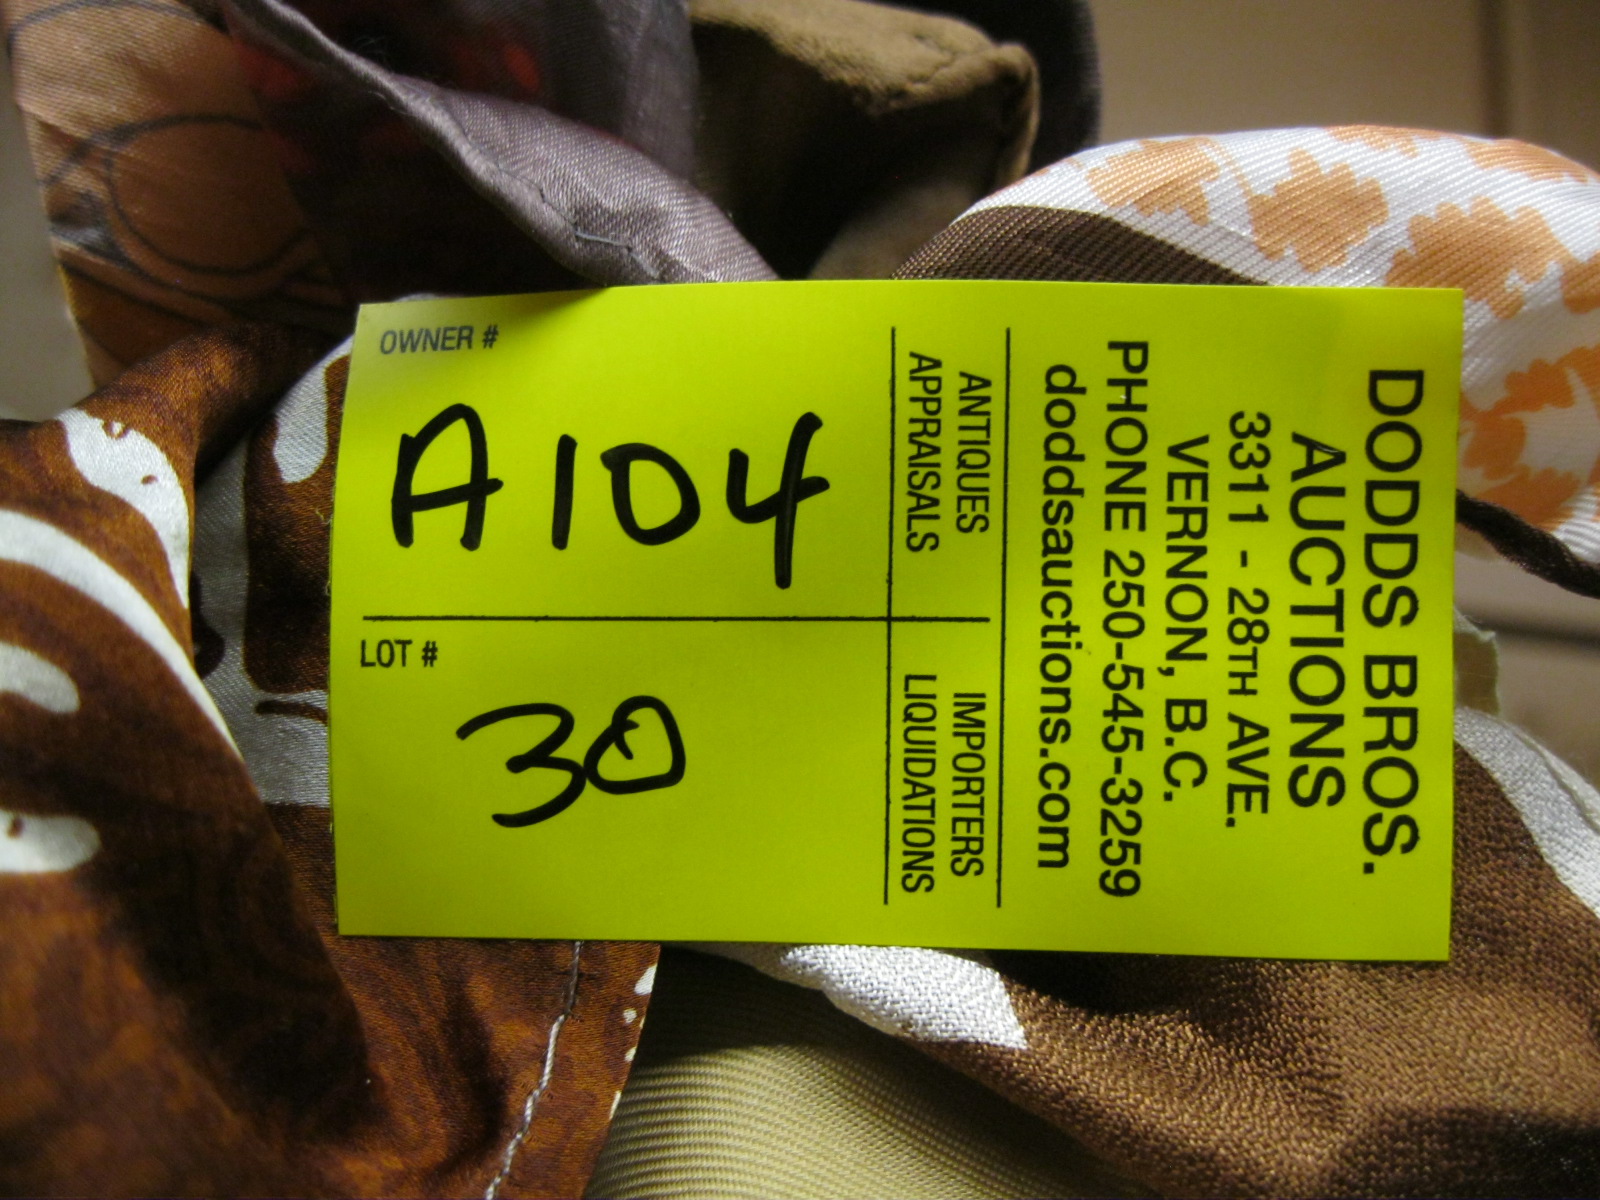 DODDS BROS.
AUCTIONS
3311 - 28TH AVE.
VERNON, B.C.
PHONE 250-545-3259
doddsauctions.com
ANTIQUES
APPRAISALS
IMPORTERS
LIQUIDATIONS
OWNER #
A104
LOT #
30